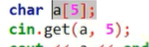 char a[5];
cin.get(a, 5);